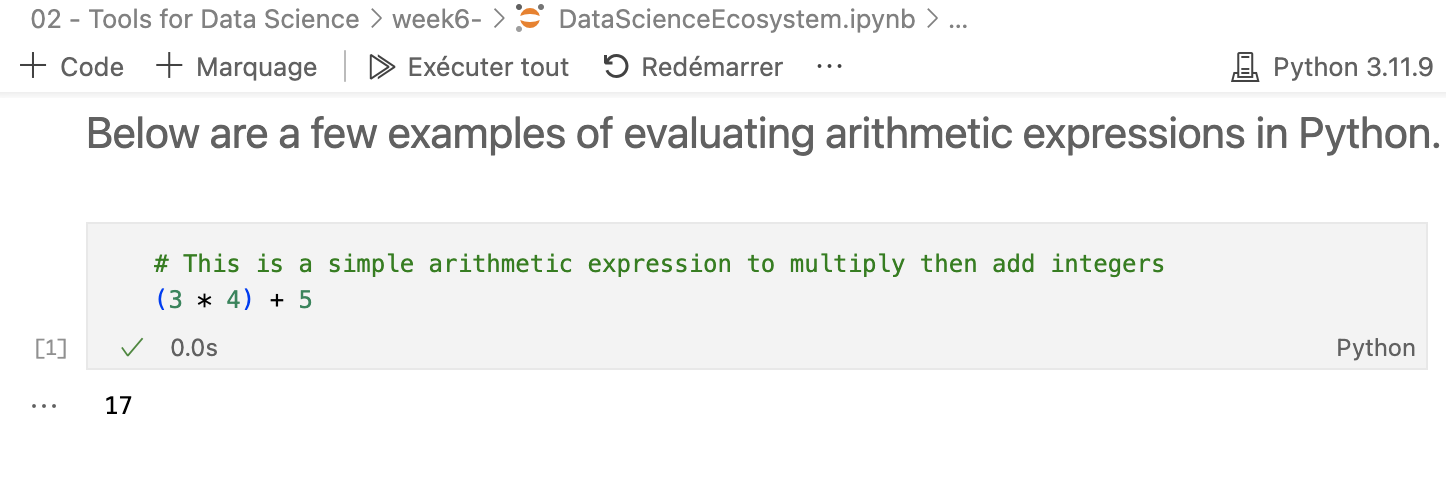 02 - Tools for Data Science > week6- > DataScienceEcosystem.ipynb > ...
+ Code + Marquage | Exécuter tout Redémarrer ... Python 3.11.9
Below are a few examples of evaluating arithmetic expressions in Python.
# This is a simple arithmetic expression to multiply then add integers
(3 * 4) + 5
[1] ✓ 0.0s Python
... 17